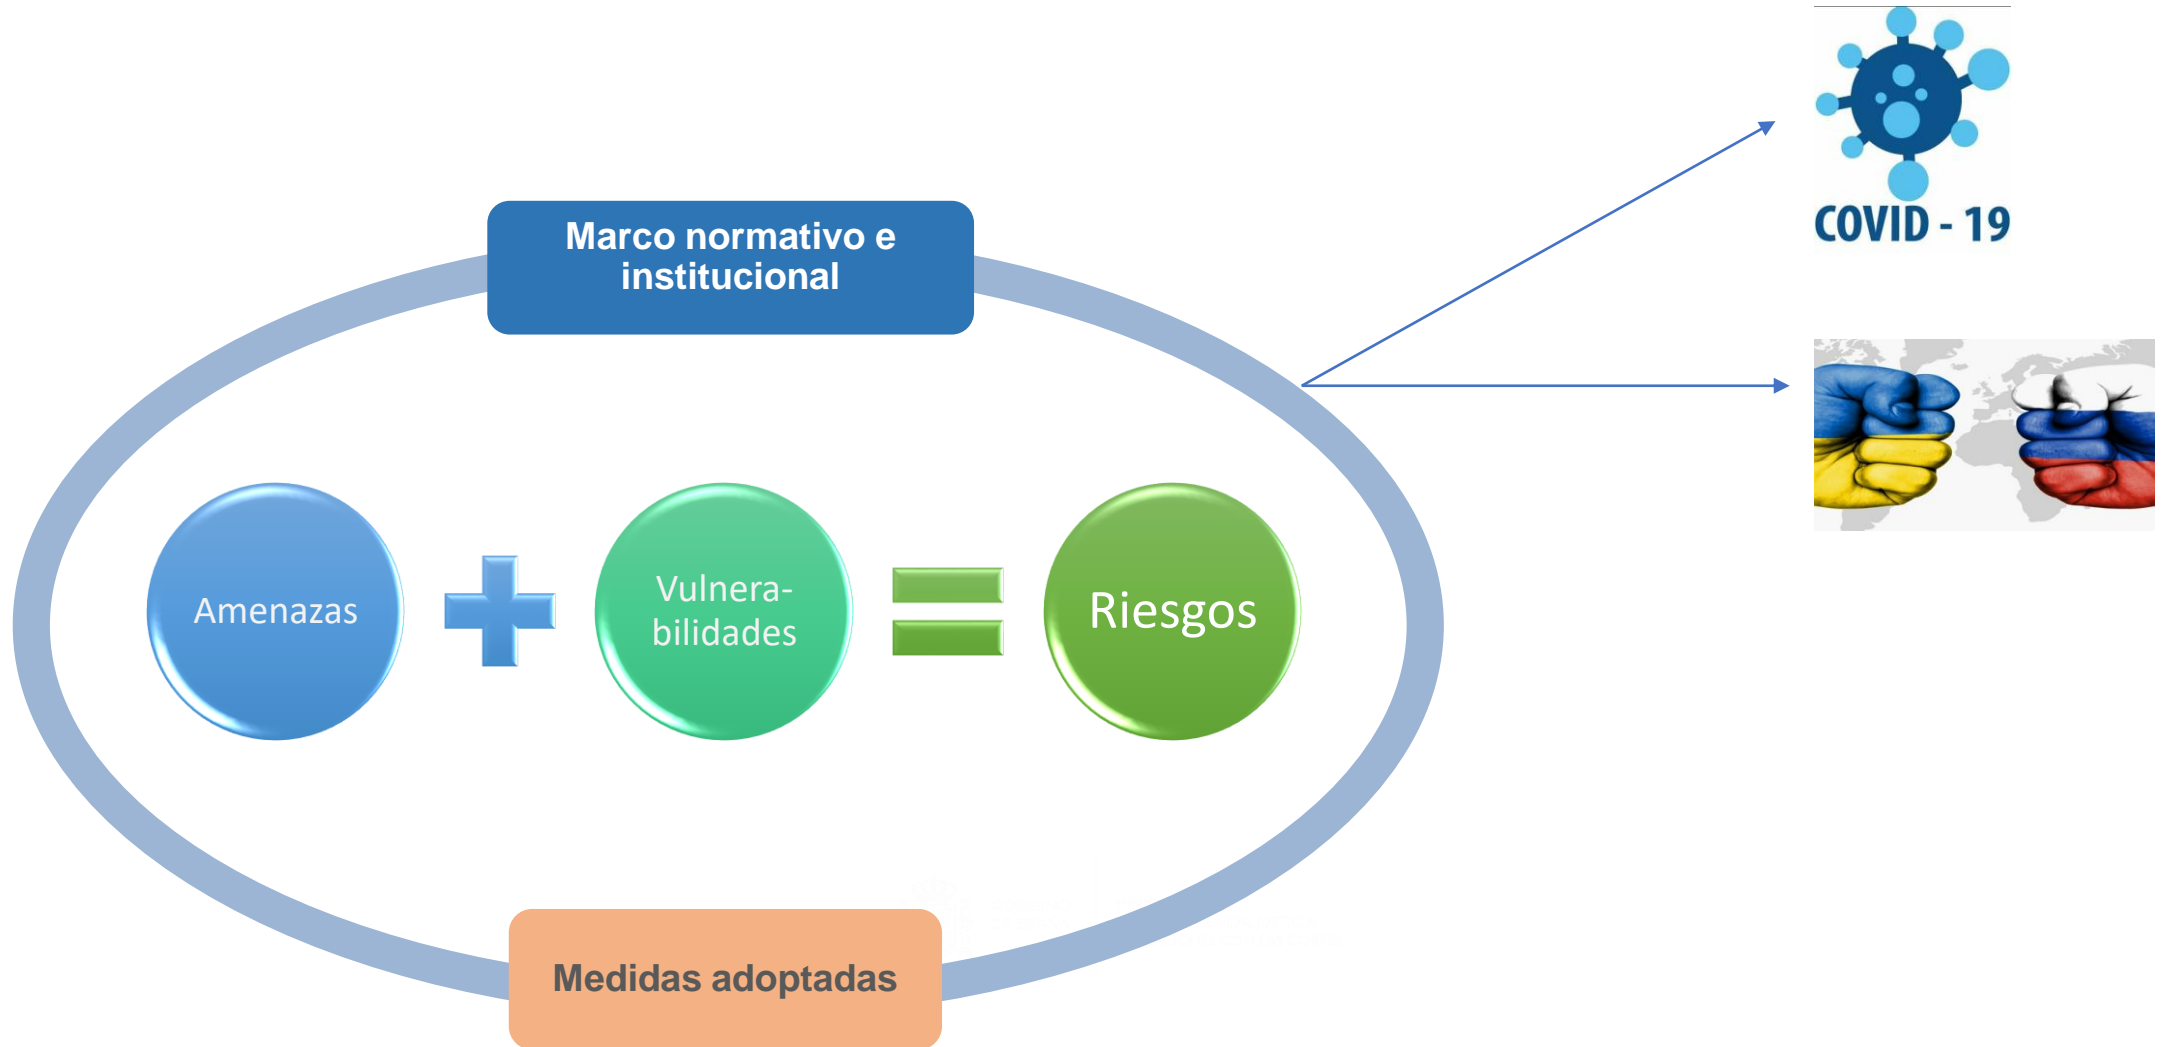 COVID - 19
Marco normativo e
institucional
Amenazas
Vulnera-
bilidades
Riesgos
Medidas adoptadas